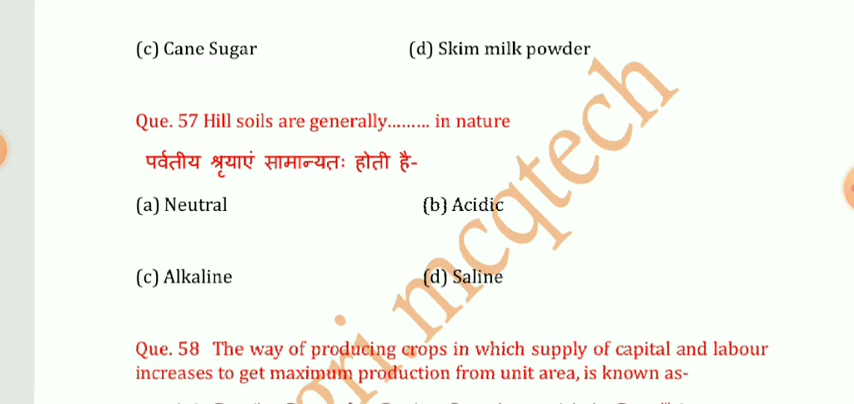 (c) Cane Sugar (d) Skim milk powder
Que. 57 Hill soils are generally......... in nature
पर्वतीय श्रृयाएं सामान्यतः होती है-
(a) Neutral (b) Acidic
(c) Alkaline (d) Saline
Que. 58 The way of producing crops in which supply of capital and labour
increases to get maximum production from unit area, is known as-
gri.mcqtech